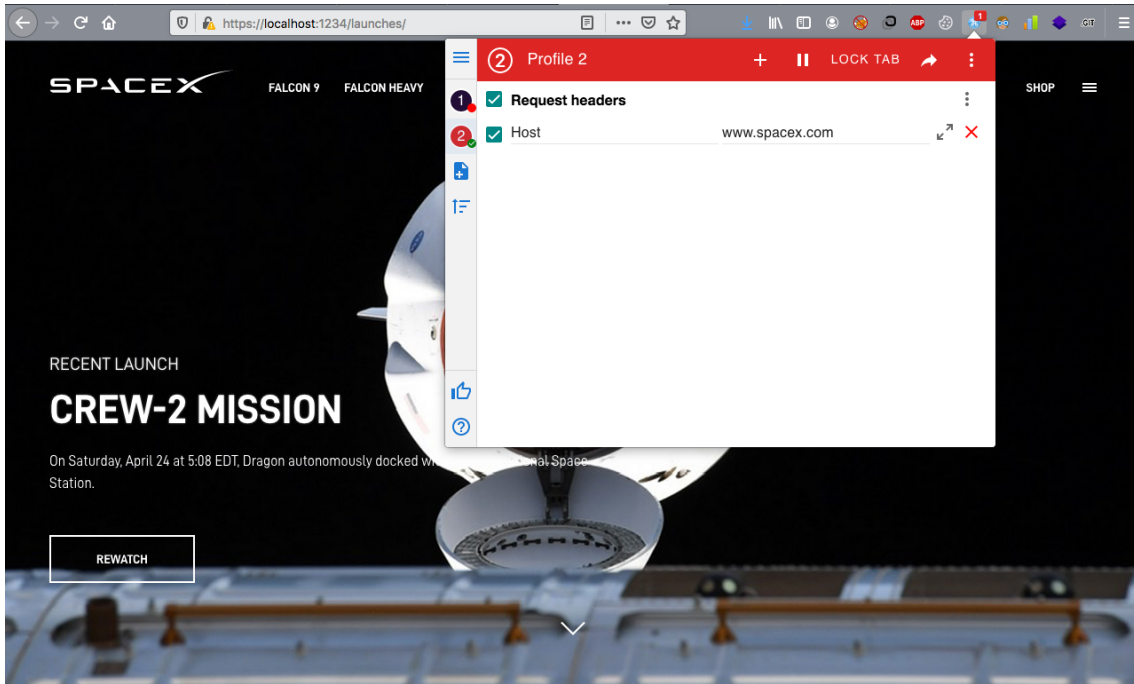 https://localhost:1234/launches/
ABP
1
GIT
2 Profile 2 LOCK TAB
SPACEX FALCON 9 FALCON HEAVY SHOP
1 Request headers
2 Host www.spacex.com
RECENT LAUNCH
CREW-2 MISSION
On Saturday, April 24 at 5:08 EDT, Dragon autonomously docked w
onal Space
Station.
REWATCH